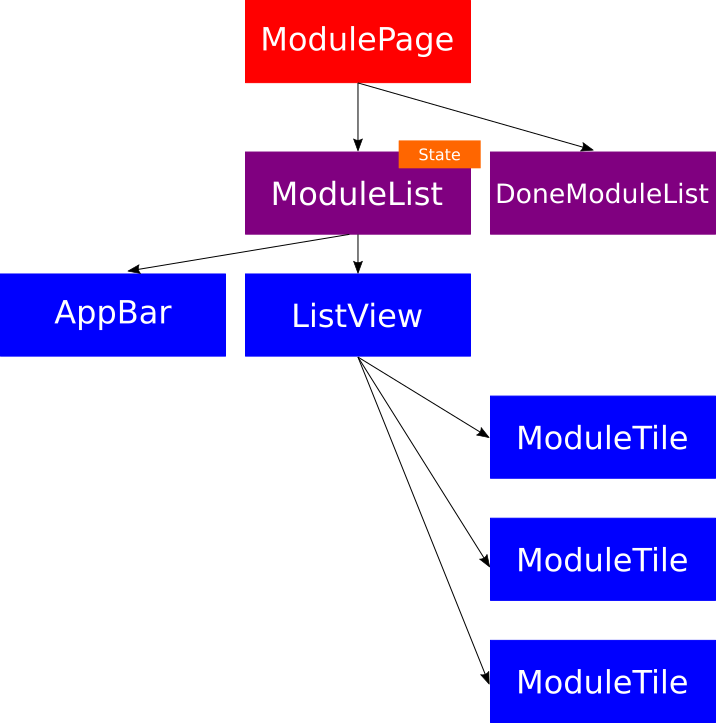 ModulePage
State
ModuleList
DoneModuleList
AppBar
ListView
ModuleTile
ModuleTile
ModuleTile